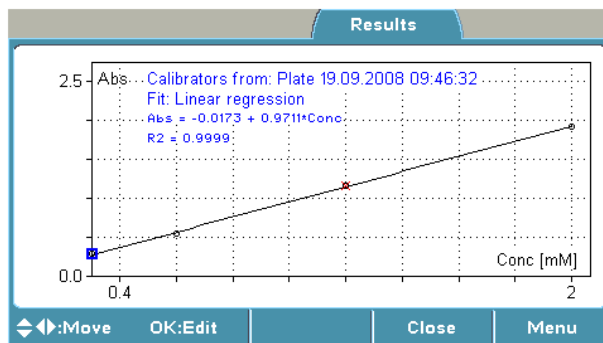 Results
2.5 Abs
Calibrators from: Plate 19.09.2008 09:46:32
Fit: Linear regression
Abs = -0.0173 + 0.9711*Conc
R2 = 0.9999
Conc [mM]
0.0
0.4 2
:Move OK:Edit Close Menu